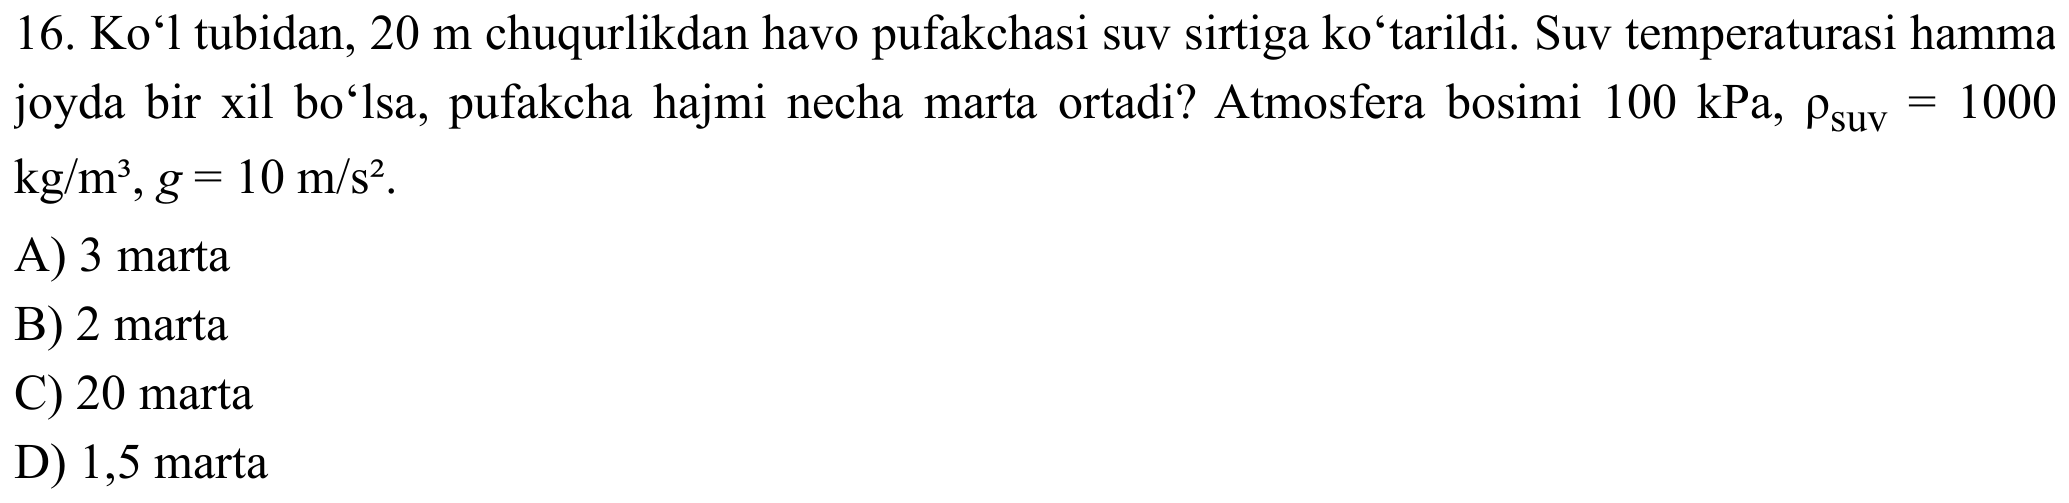 16. Ko‘l tubidan, 20 m chuqurlikdan havo pufakchasi suv sirtiga ko‘tarildi. Suv temperaturasi hamma
joyda bir xil bo‘lsa, pufakcha hajmi necha marta ortadi? Atmosfera bosimi 100 kPa, ρsuv = 1000
kg/m³, g = 10 m/s².
A) 3 marta
B) 2 marta
C) 20 marta
D) 1,5 marta